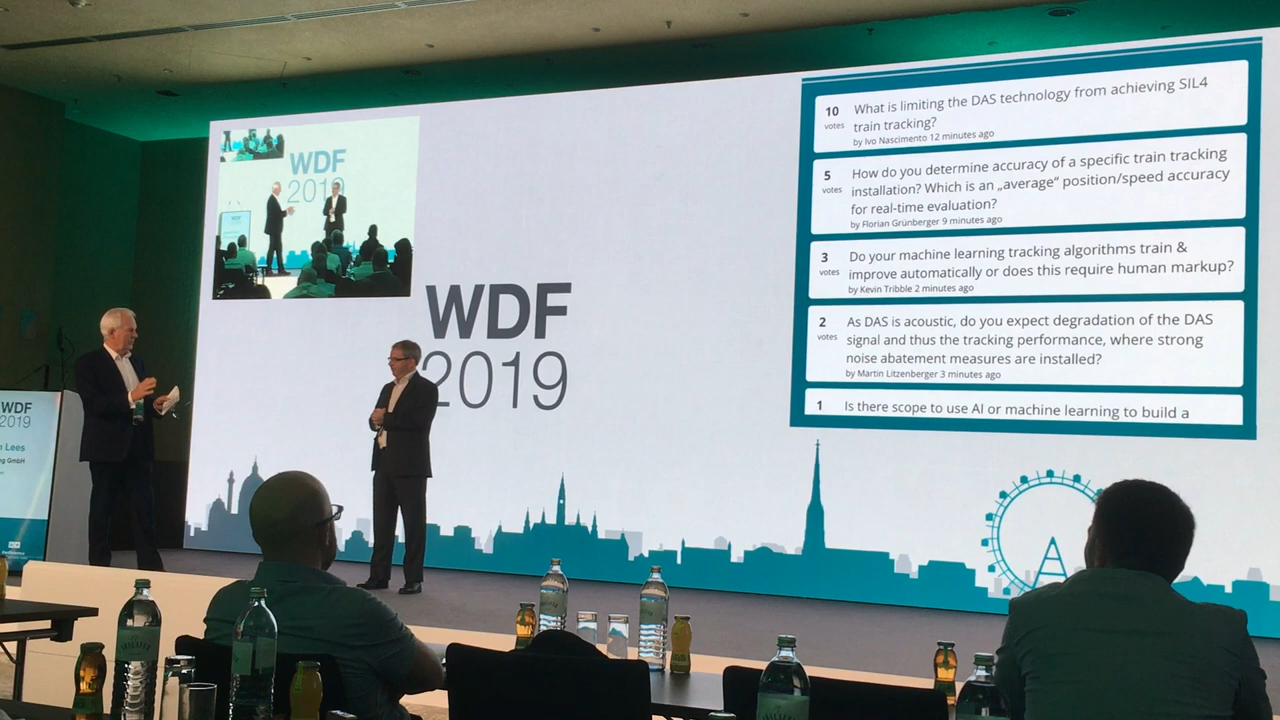 WDF
2019
WDF
2019
10
votes
What is limiting the DAS technology from achieving SIL4
train tracking?
by Ivo Nascimento 12 minutes ago
5
votes
How do you determine accuracy of a specific train tracking
installation? Which is an „average“ position/speed accuracy
for real-time evaluation?
by Florian Grünberger 9 minutes ago
3
votes
Do your machine learning tracking algorithms train &
improve automatically or does this require human markup?
by Kevin Tribble 2 minutes ago
2
votes
As DAS is acoustic, do you expect degradation of the DAS
signal and thus the tracking performance, where strong
noise abatement measures are installed?
by Martin Litzenberger 3 minutes ago
1
Is there scope to use AI or machine learning to build a
WDF
2019
Lees
GmbH